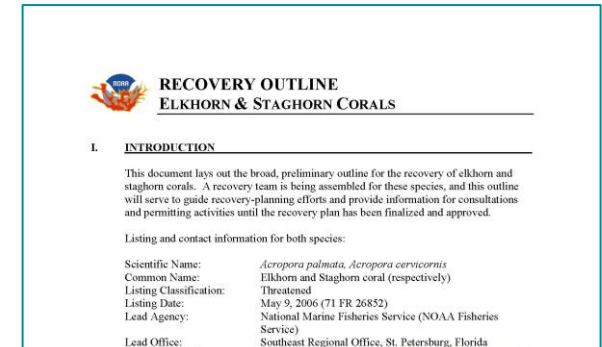 NOAA
RECOVERY OUTLINE
ELKHORN & STAGHORN CORALS
I. INTRODUCTION
This document lays out the broad, preliminary outline for the recovery of elkhorn and
staghorn corals. A recovery team is being assembled for these species, and this outline
will serve to guide recovery-planning efforts and provide information for consultations
and permitting activities until the recovery plan has been finalized and approved.
Listing and contact information for both species:
Scientific Name: Acropora palmata, Acropora cervicornis
Common Name: Elkhorn and Staghorn coral (respectively)
Listing Classification: Threatened
Listing Date: May 9, 2006 (71 FR 26852)
Lead Agency: National Marine Fisheries Service (NOAA Fisheries
Service)
Lead Office: Southeast Regional Office, St. Petersburg, Florida